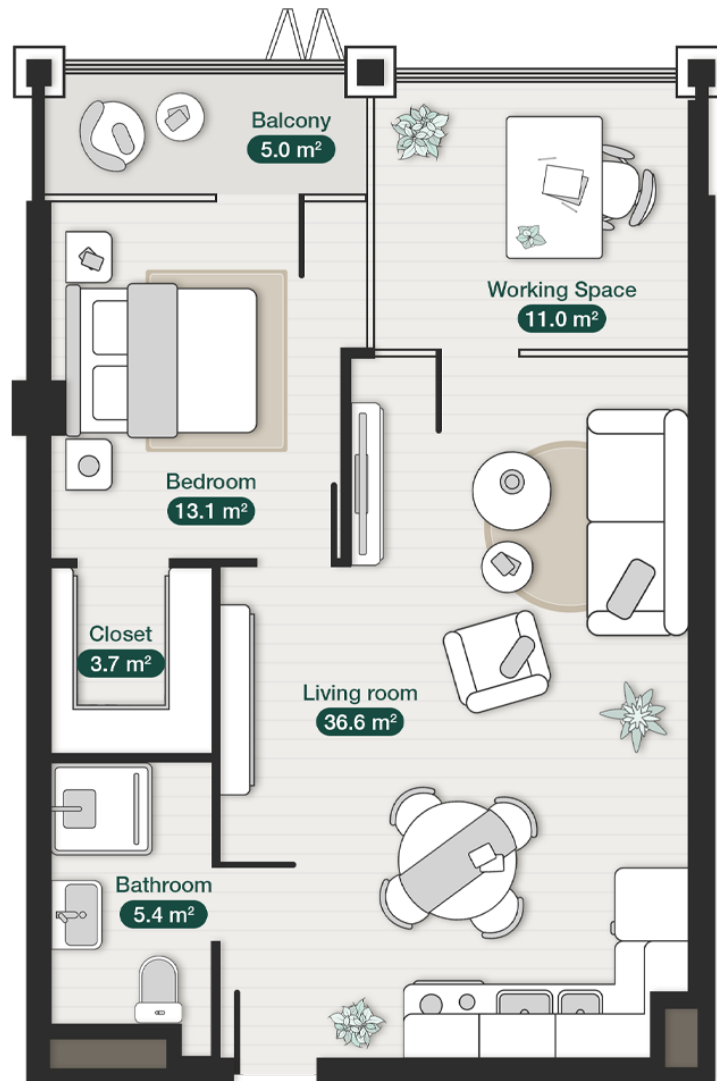 Balcony
5.0 m²
Working Space
11.0 m²
Bedroom
13.1 m²
Closet
3.7 m²
Living room
36.6 m²
Bathroom
5.4 m²